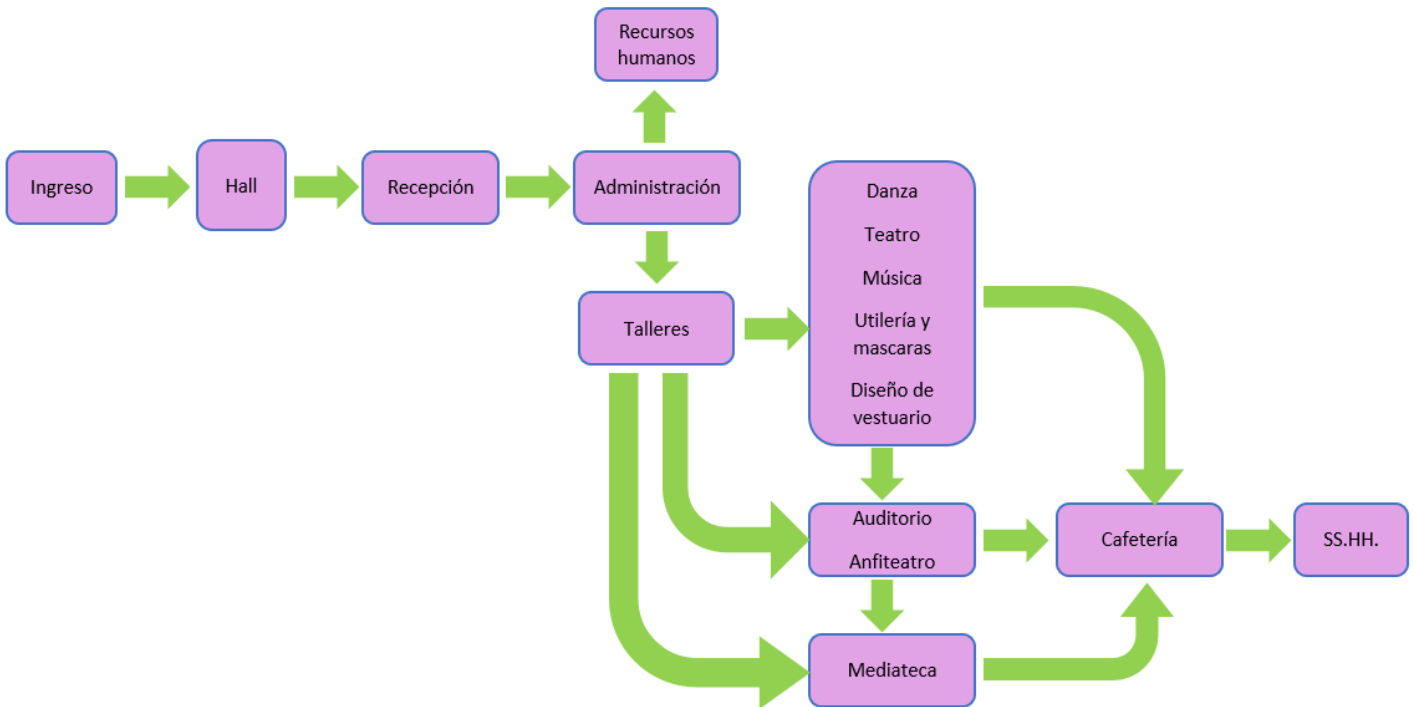 Recursos
humanos
Ingreso
Hall
Recepción
Administración
Danza
Teatro
Música
Utilería y
mascaras
Diseño de
vestuario
Talleres
Auditorio
Anfiteatro
Cafetería
SS.HH.
Mediateca